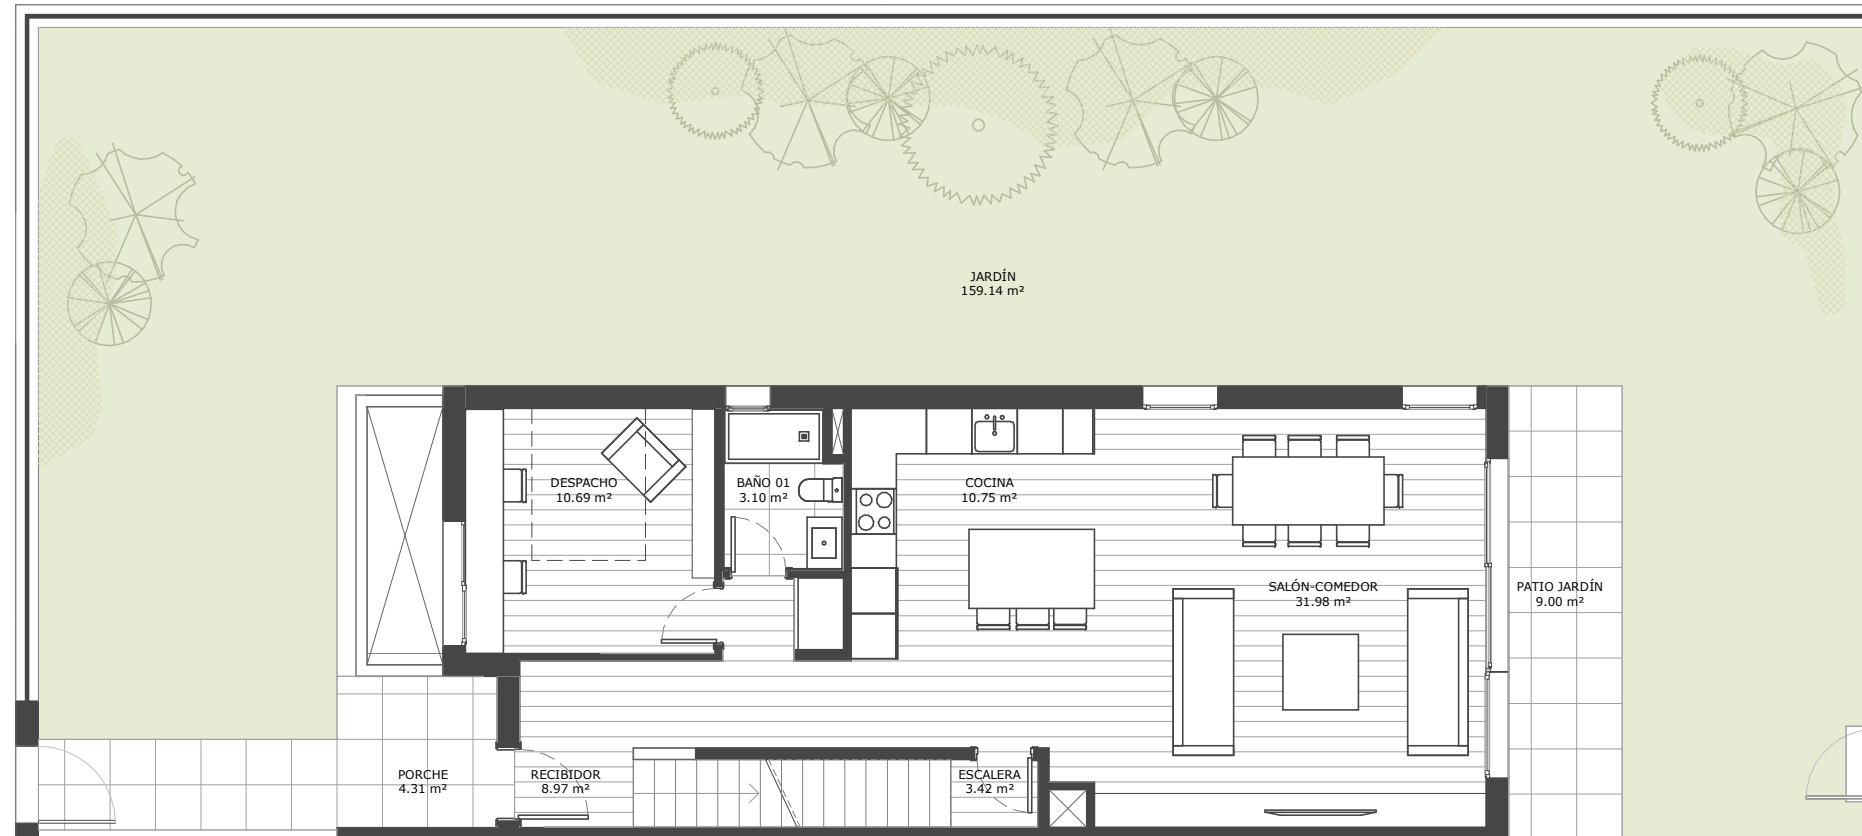 JARDÍN
159.14 m²
DESPACHO
10.69 m²
BAÑO 01
3.10 m²
COCINA
10.75 m²
SALÓN-COMEDOR
31.98 m²
PATIO JARDÍN
9.00 m²
PORCHE
4.31 m²
RECIBIDOR
8.97 m²
ESCALERA
3.42 m²